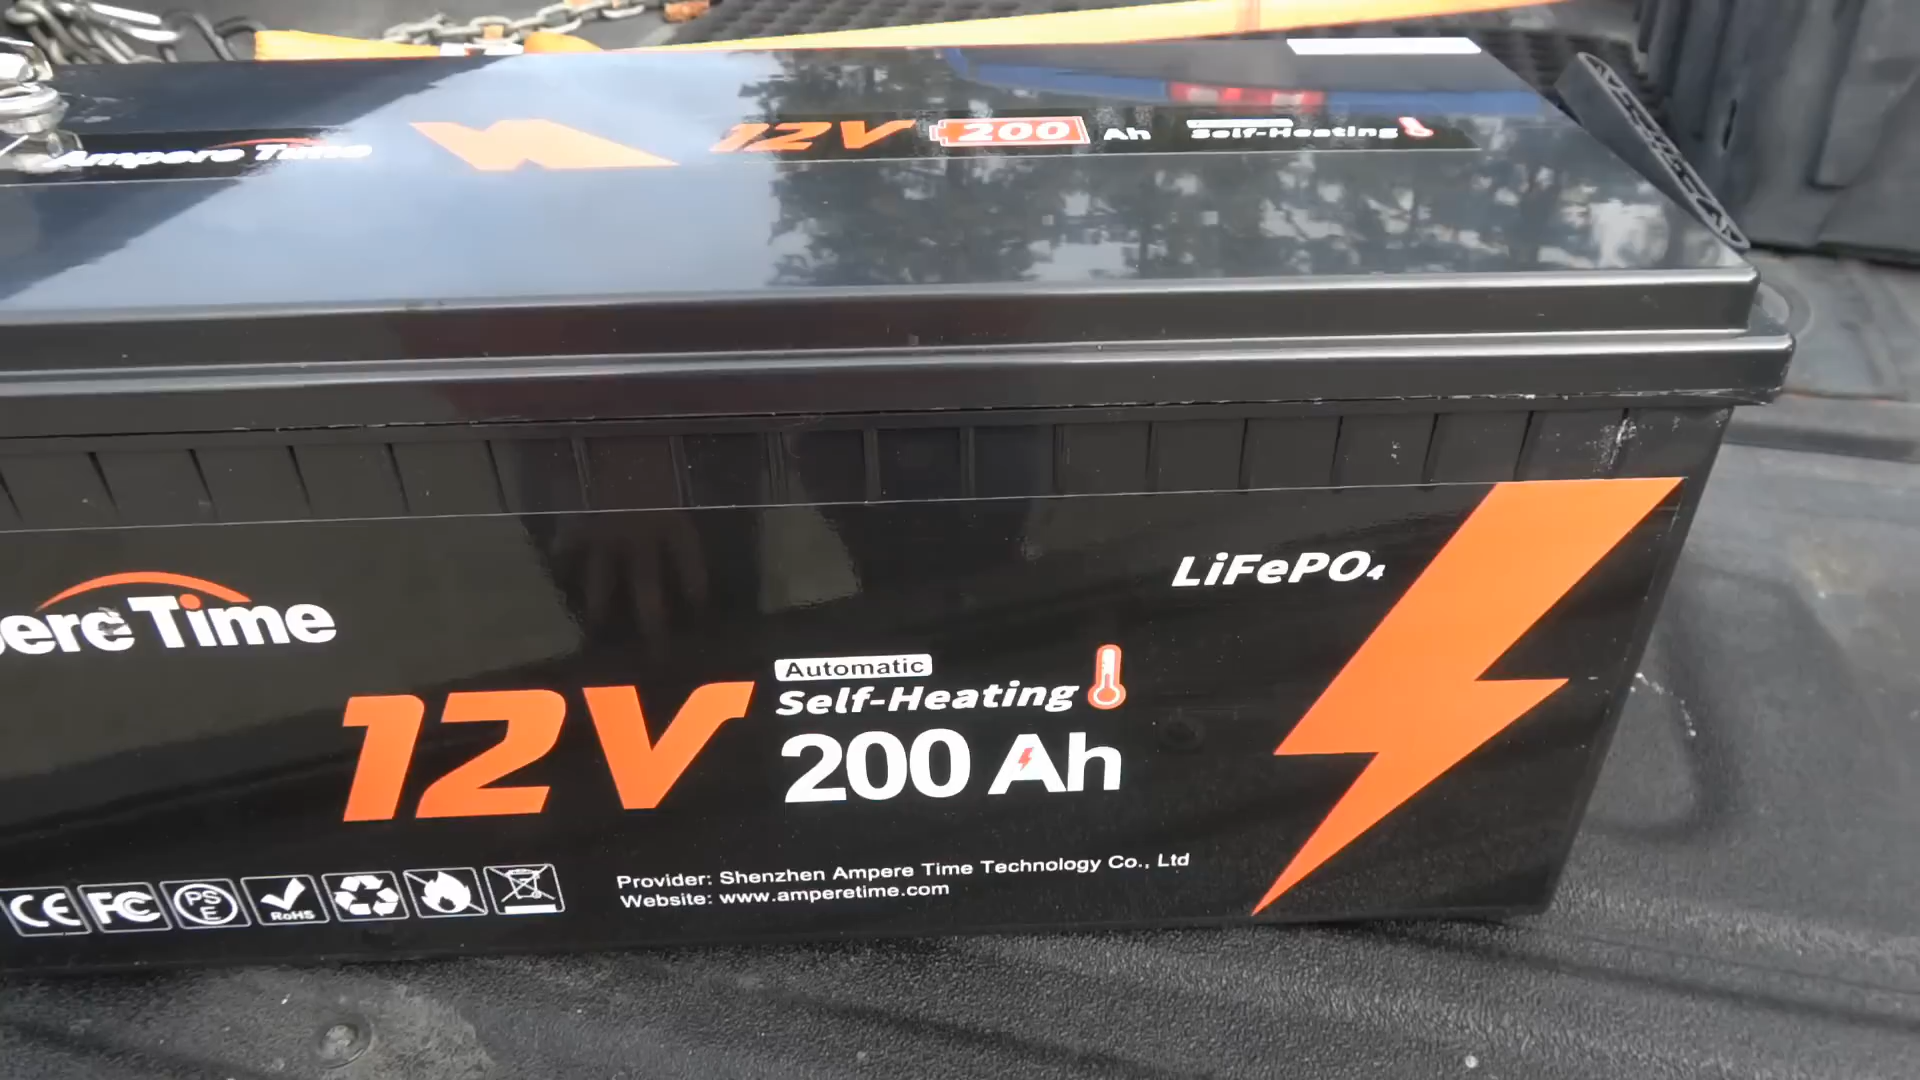 Ampere Time
12V 200 Ah Self-Heating
LiFePO4
ere Time
Automatic
12V Self-Heating
200 Ah
CE FC PS E RoHS
Provider: Shenzhen Ampere Time Technology Co., Ltd
Website: www.amperetime.com